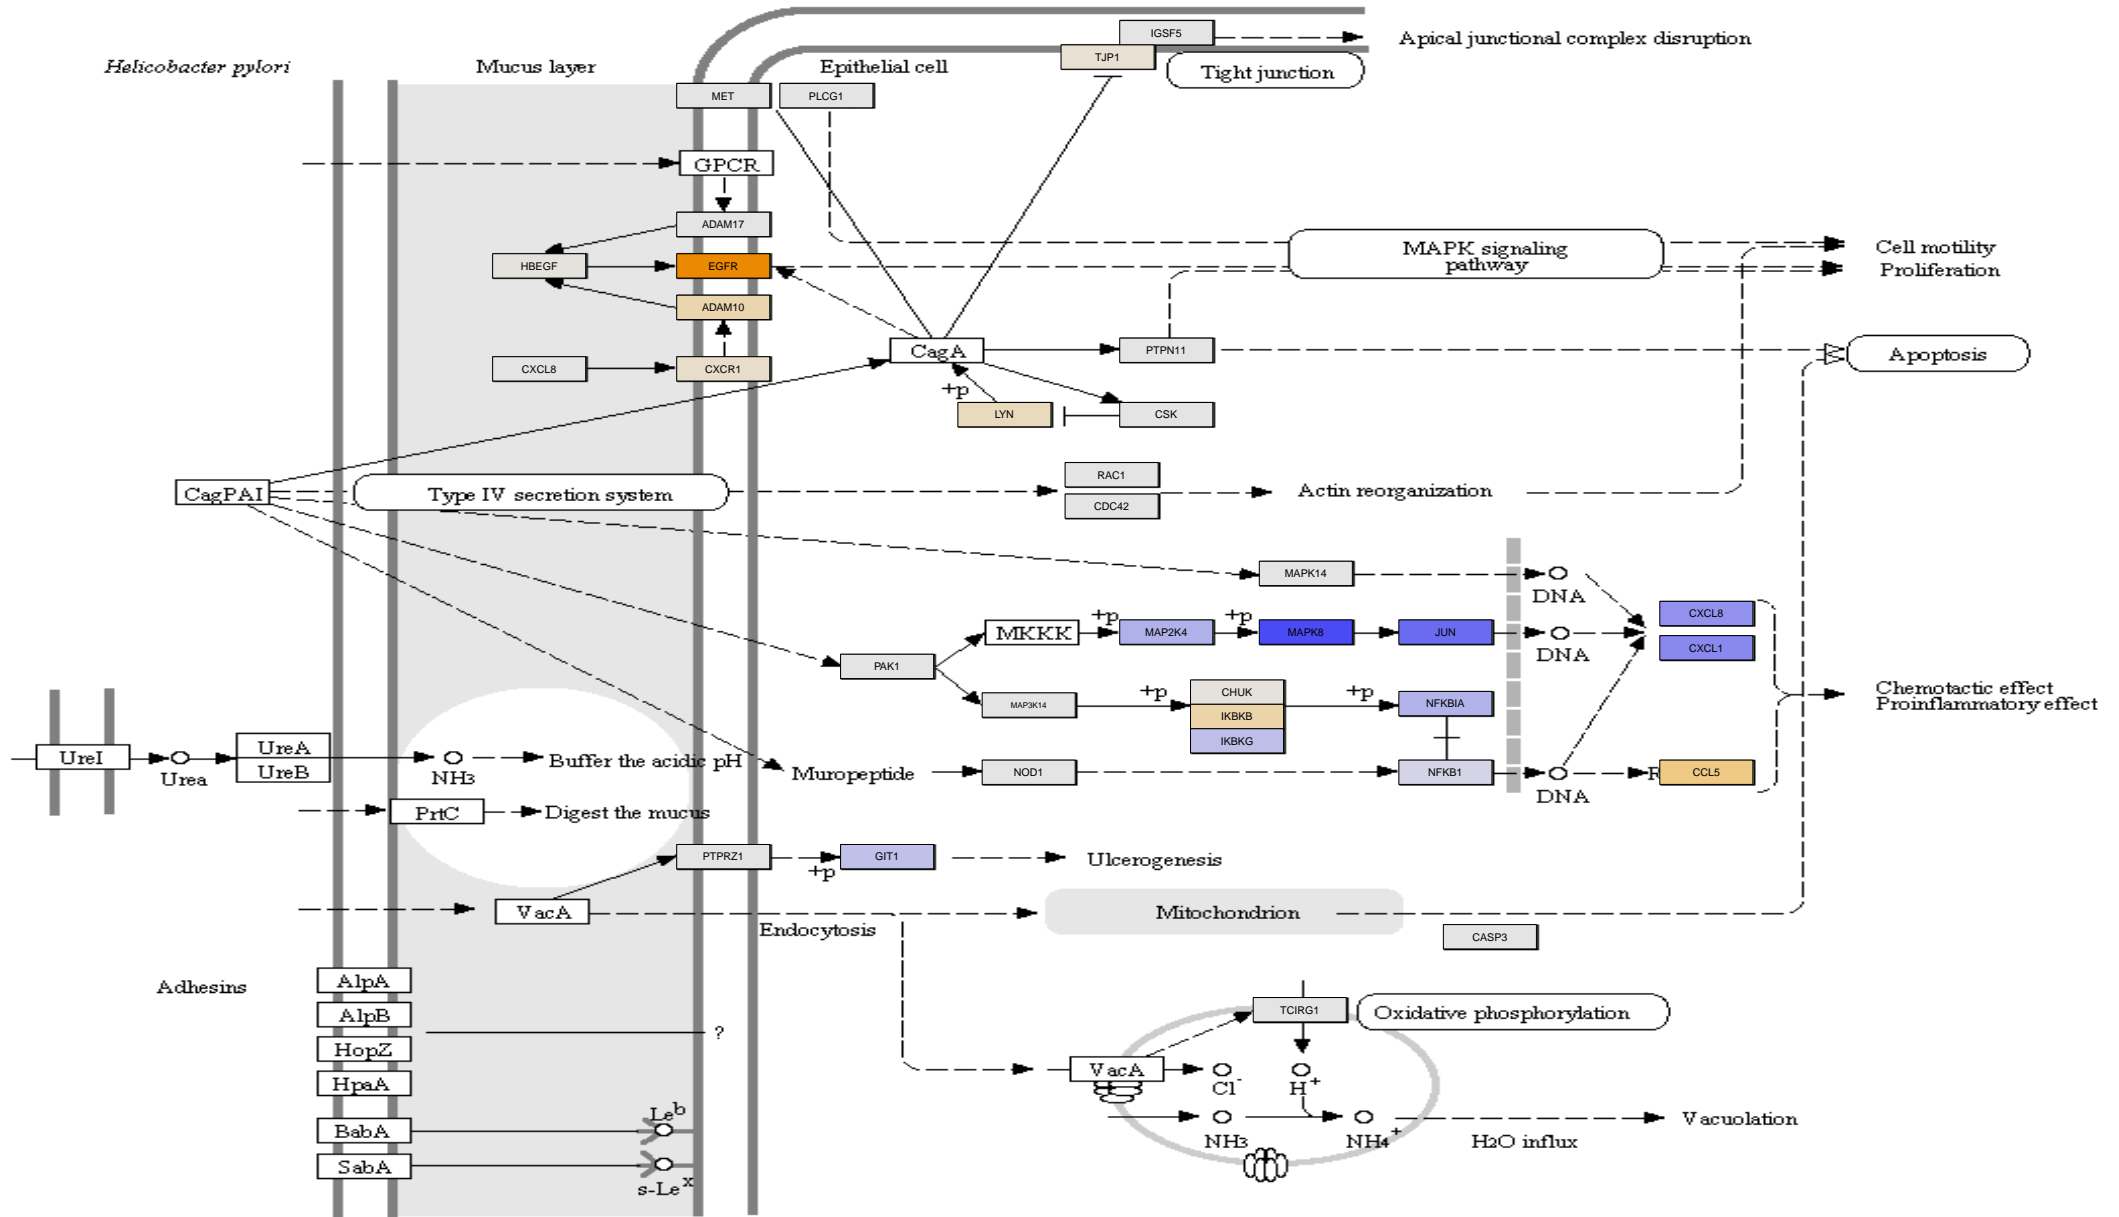 IGSF5
Apical junctional complex disruption
TJP1
Helicobacter pylori
Mucus layer
Epithelial cell
Tight junction
MET
PLCG1
GPCR
ADAM17
MAPK signaling
pathway
Cell motility
Proliferation
HBEGF
EGFR
ADAM10
CagA
PTPN11
Apoptosis
CXCL8
CXCR1
+p
LYN
CSK
RAC1
CagPAI
Type IV secretion system
Actin reorganization
CDC42
MAPK14
DNA
CXCL8
+p
+p
MKKK
MAP2K4
MAPK8
JUN
DNA
CXCL1
PAK1
CHUK
+p
+p
MAP3K14
IKBKB
NFKBIA
Chemotactic effect
Proinflammatory effect
IKBKG
UreI
Urea
UreA
UreB
NH3
Buffer the acidic pH
Muropeptide
NOD1
NFKB1
DNA
R
CCL5
PrtC
Digest the mucus
PTPRZ1
+p
GIT1
Ulcerogenesis
VacA
Endocytosis
Mitochondrion
CASP3
Adhesins
AlpA
AlpB
HopZ
HpaA
?
TCIRG1
Oxidative phosphorylation
VacA
Cl-
H+
NH3
NH4+
H2O influx
Vacuolation
BabA
Le b
SabA
s-Le x